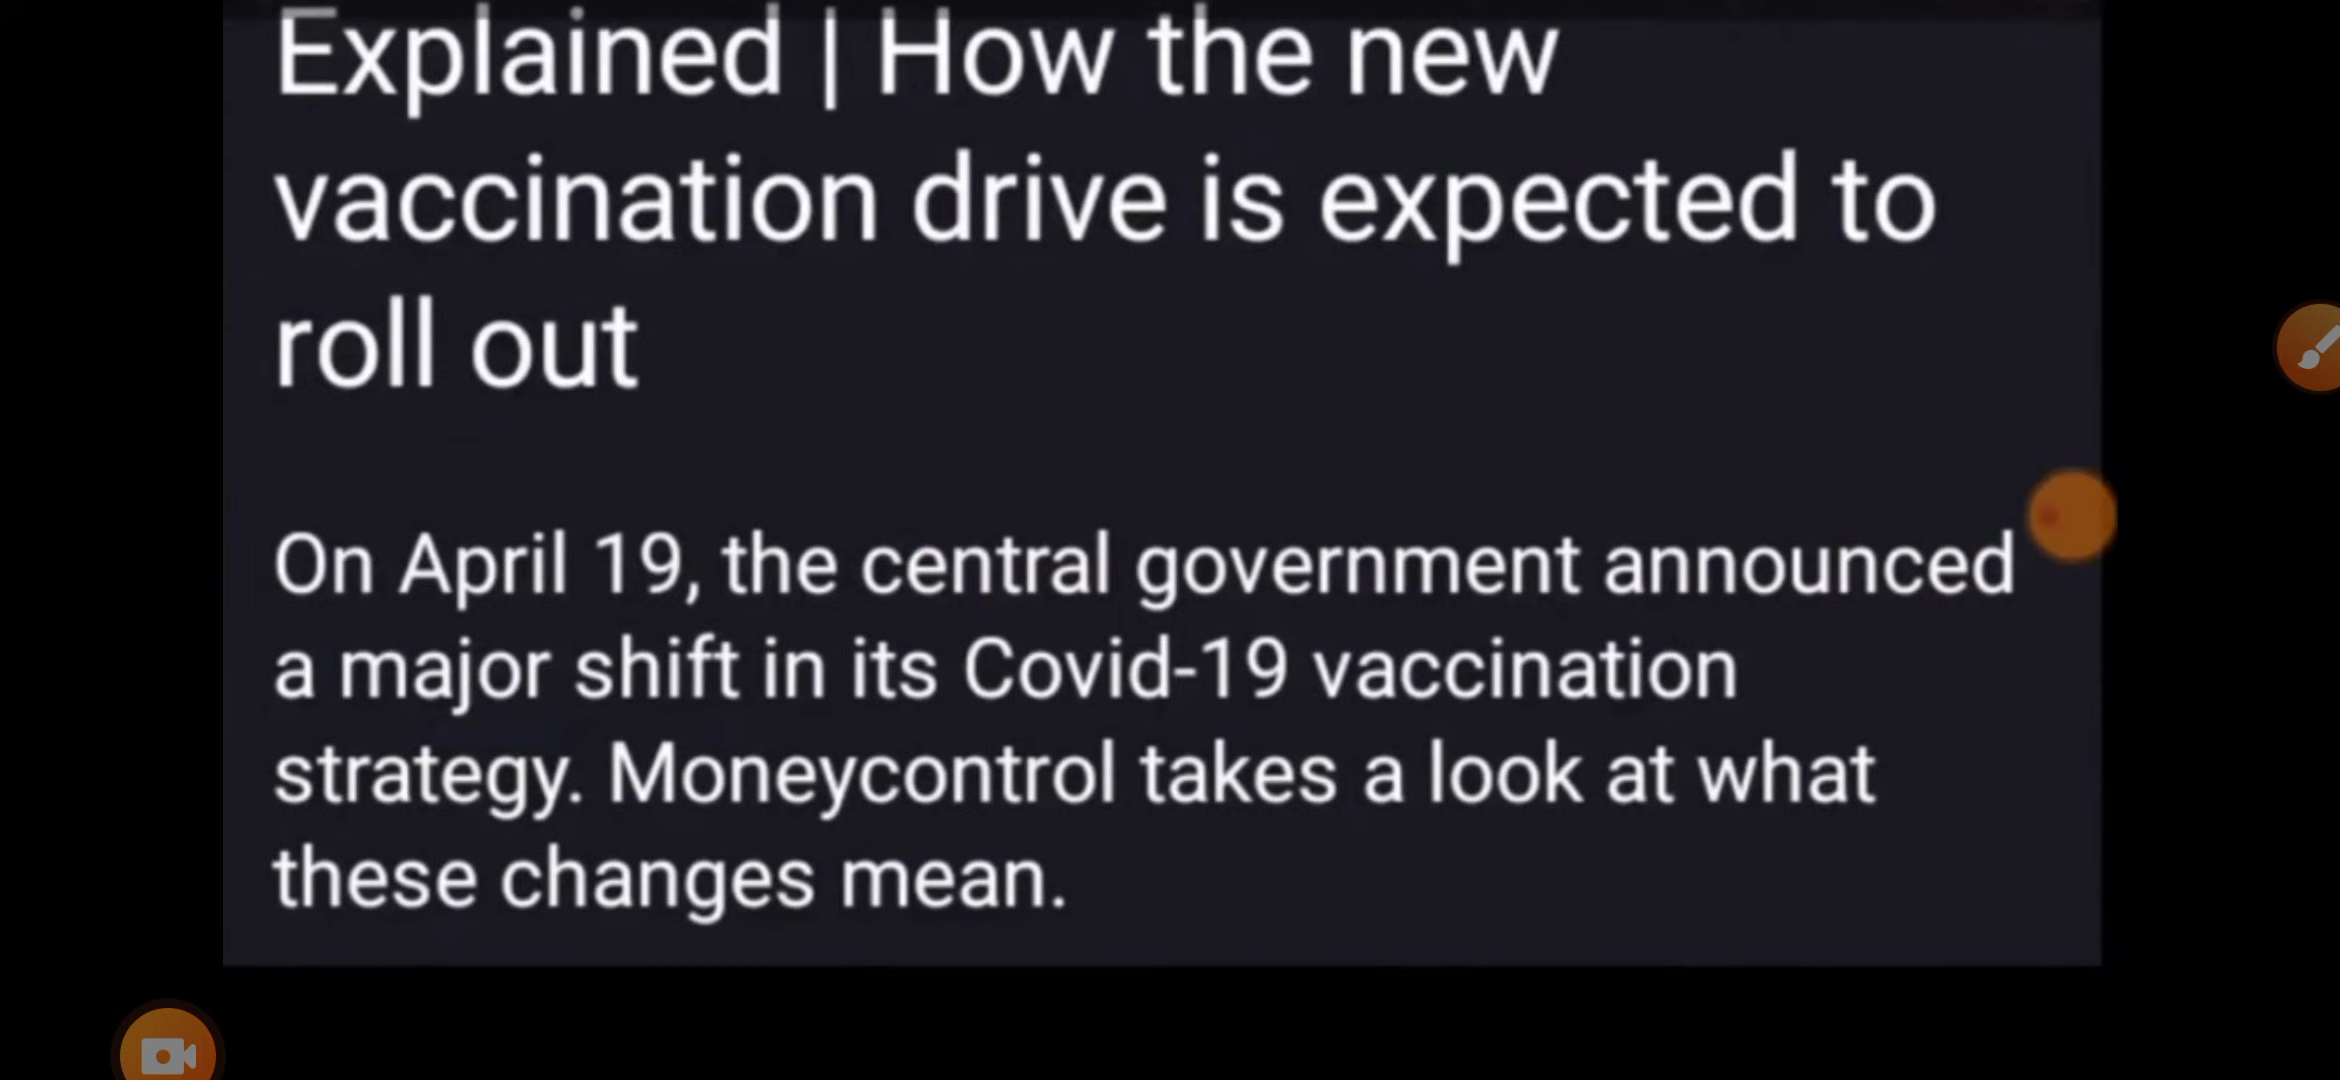 Explained | How the new
vaccination drive is expected to
roll out
On April 19, the central government announced
a major shift in its Covid-19 vaccination
strategy. Moneycontrol takes a look at what
these changes mean.